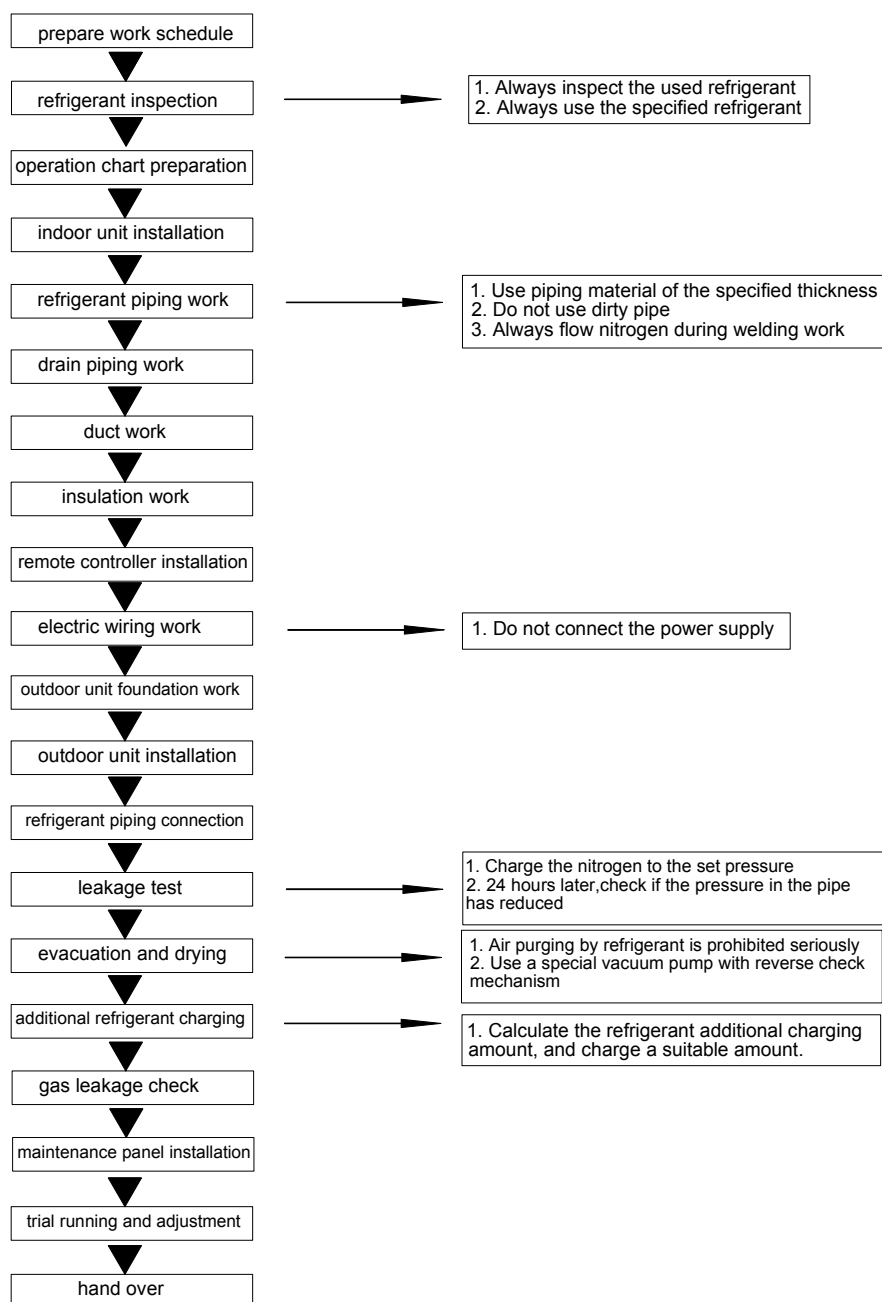 prepare work schedule
refrigerant inspection
1. Always inspect the used refrigerant
2. Always use the specified refrigerant
operation chart preparation
indoor unit installation
refrigerant piping work
1. Use piping material of the specified thickness
2. Do not use dirty pipe
3. Always flow nitrogen during welding work
drain piping work
duct work
insulation work
remote controller installation
electric wiring work
1. Do not connect the power supply
outdoor unit foundation work
outdoor unit installation
refrigerant piping connection
leakage test
1. Charge the nitrogen to the set pressure
2. 24 hours later,check if the pressure in the pipe
has reduced
evacuation and drying
1. Air purging by refrigerant is prohibited seriously
2. Use a special vacuum pump with reverse check
mechanism
additional refrigerant charging
1. Calculate the refrigerant additional charging
amount, and charge a suitable amount.
gas leakage check
maintenance panel installation
trial running and adjustment
hand over